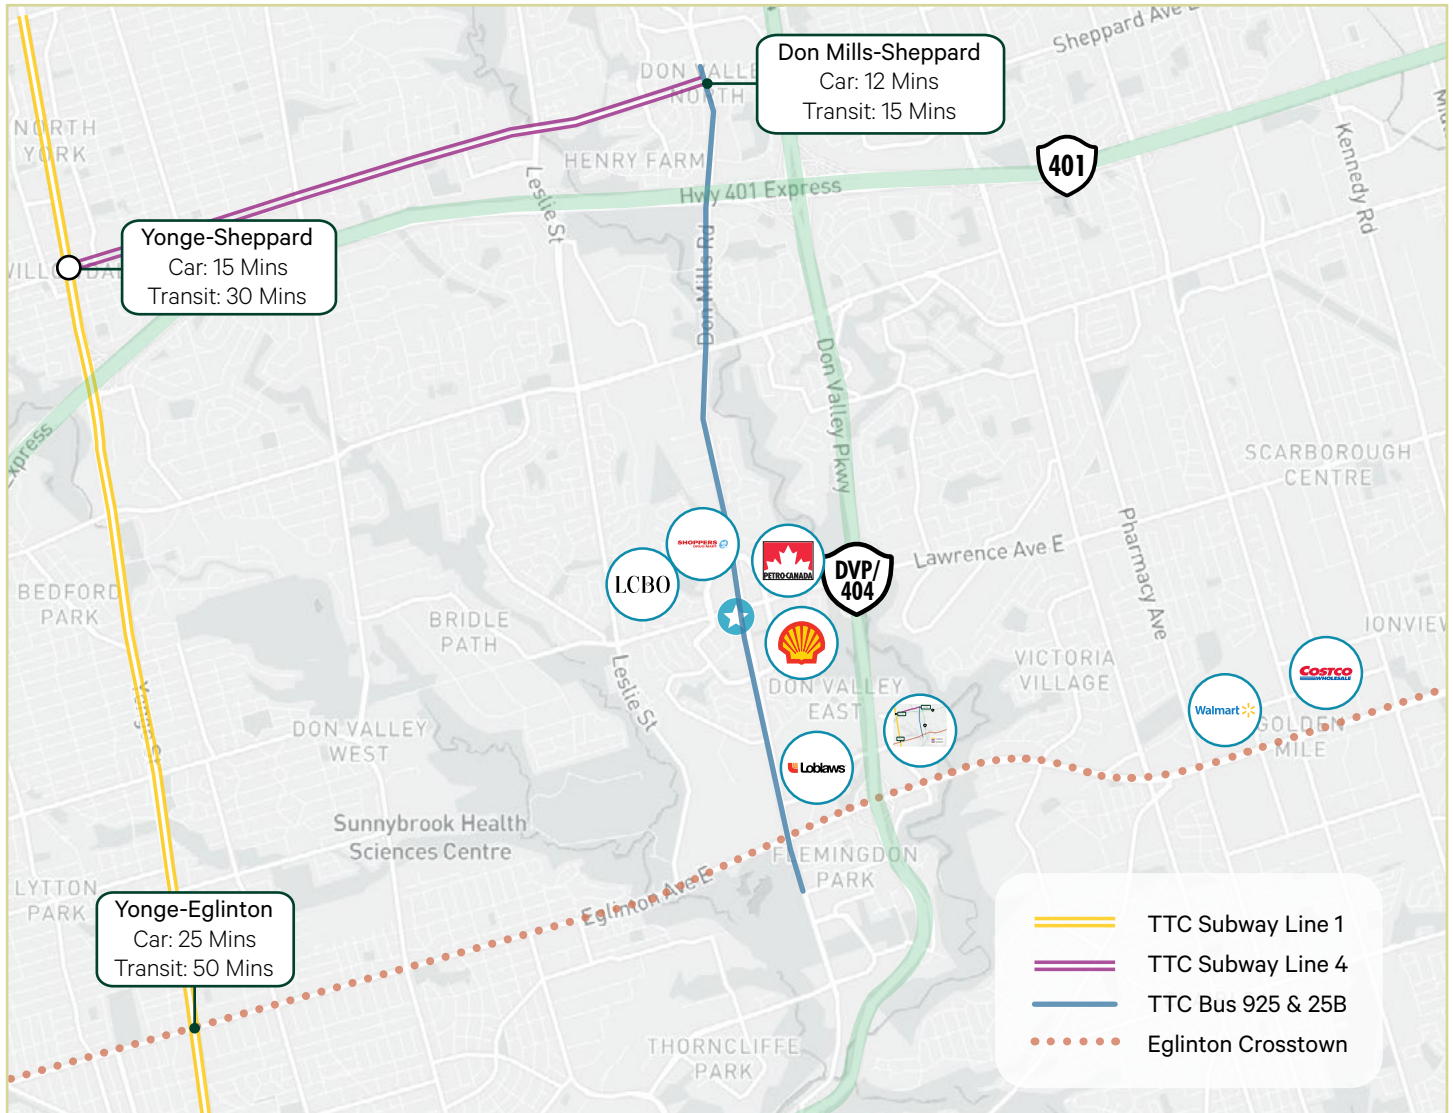 Sheppard Ave E
Don Mills-Sheppard
Car: 12 Mins
Transit: 15 Mins
DON VALLE
NORTH
NORTH
YORK
HENRY FARM
401
Hwy 401 Express
Kennedy Rd
Leslie St
Yonge-Sheppard
Car: 15 Mins
Transit: 30 Mins
Don Mills Rd
Don Valley Pkwy
Express
SCARBOROUGH
CENTRE
Pharmacy Ave
SHOPPERS
DRUG MART
PETRO-CANADA
LCBO
DVP/
404
Lawrence Ave E
BEDFORD
PARK
BRIDLE
PATH
IONVIEW
VICTORIA
VILLAGE
Leslie St
DON VALLEY
EAST
COSTCO
WHOLESALE
Walmart
GOLDEN
MILE
Yonge St
DON VALLEY
WEST
Loblaws
Sunnybrook Health
Sciences Centre
FLEMINGDON
PARK
Eglinton Ave E
LYTTON
PARK
Yonge-Eglinton
Car: 25 Mins
Transit: 50 Mins
THORNCLIFFE
PARK
TTC Subway Line 1
TTC Subway Line 4
TTC Bus 925 & 25B
Eglinton Crosstown